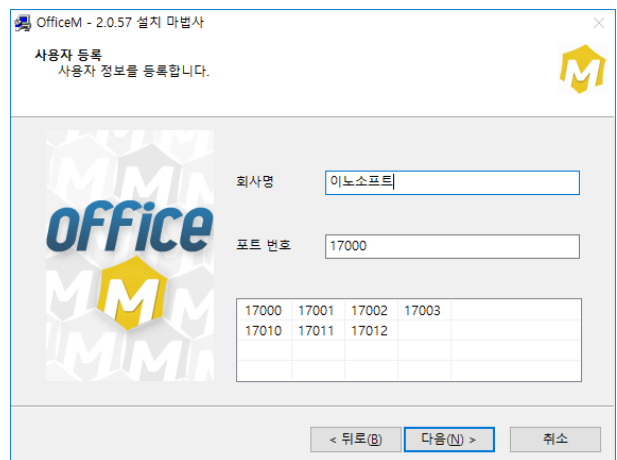 OfficeM - 2.0.57 설치 마법사
사용자 등록
사용자 정보를 등록합니다.
M
office
M
회사명 이노소프트
포트 번호 17000
17000 17001 17002 17003
17010 17011 17012
< 뒤로(B) 다음(N) > 취소